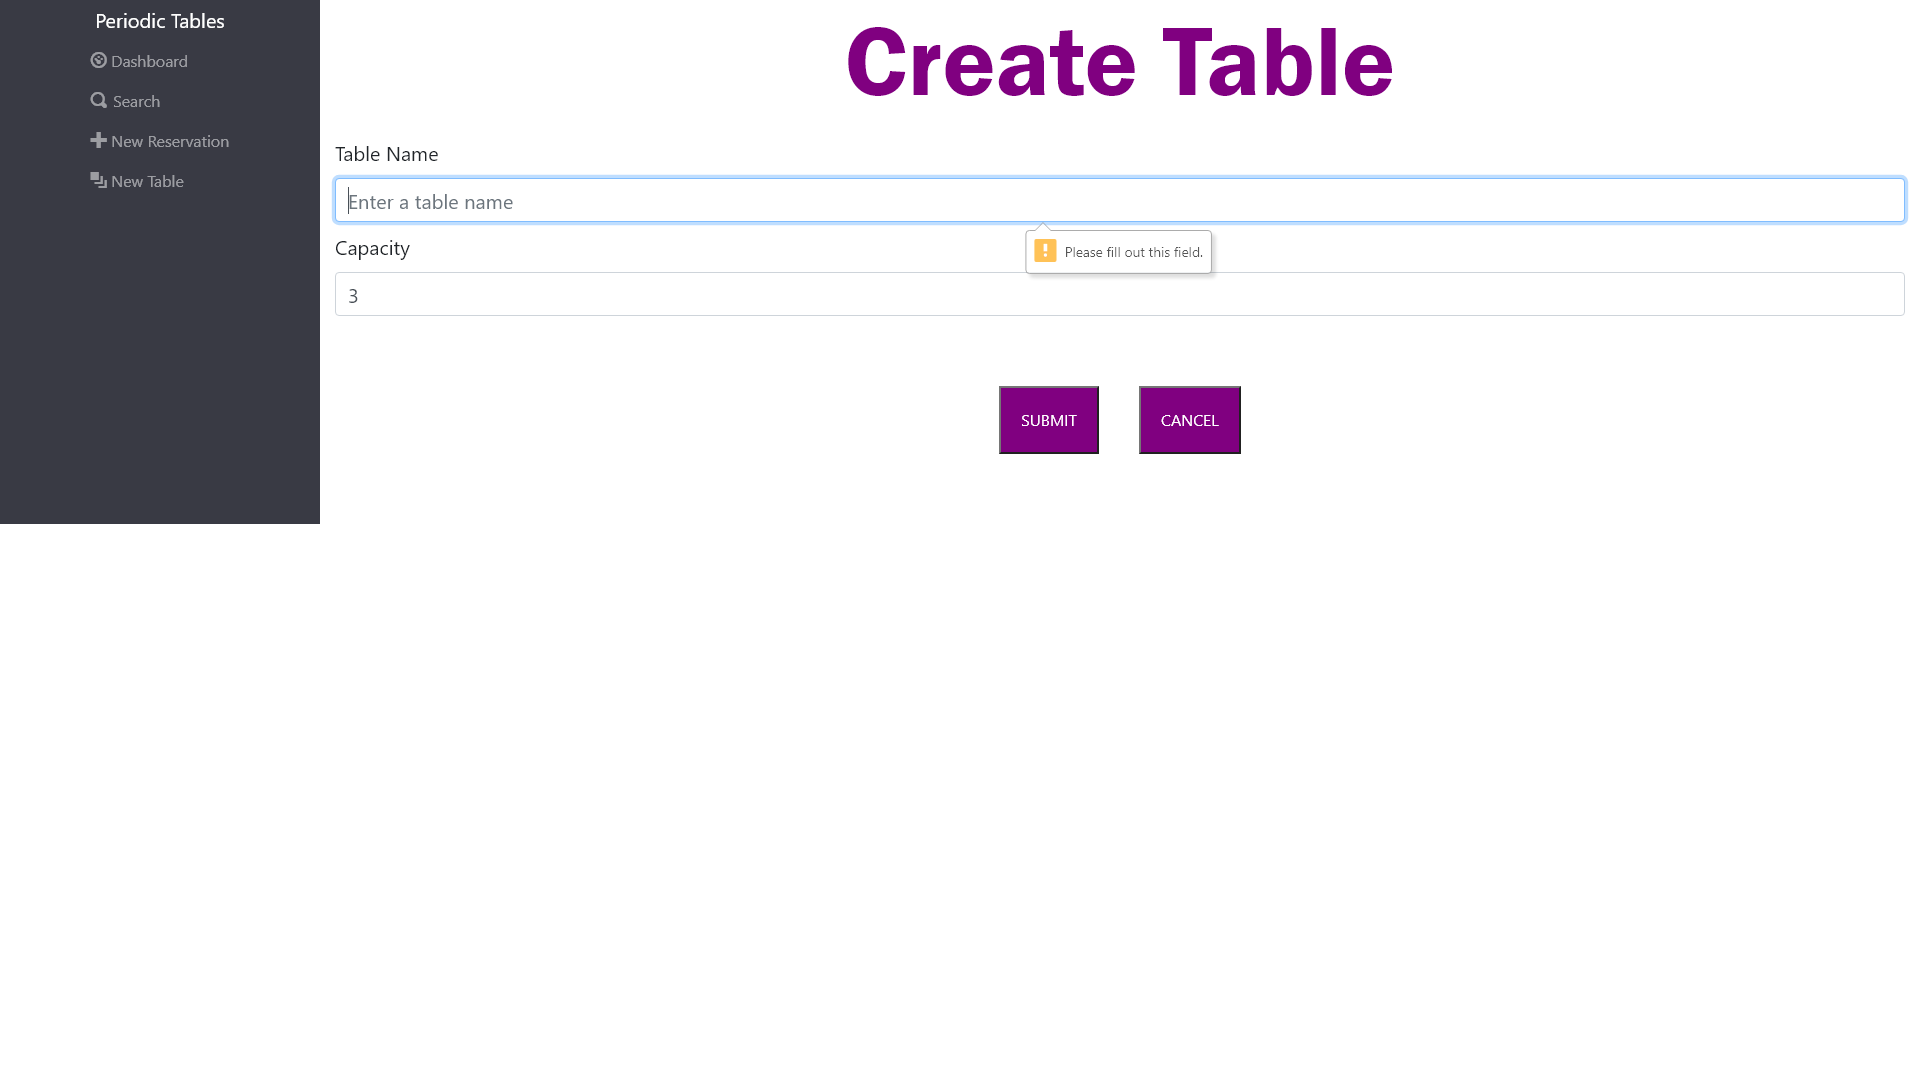 Periodic Tables
Dashboard
Search
New Reservation
New Table
Create Table
Table Name
Enter a table name
Please fill out this field.
Capacity
3
SUBMIT
CANCEL